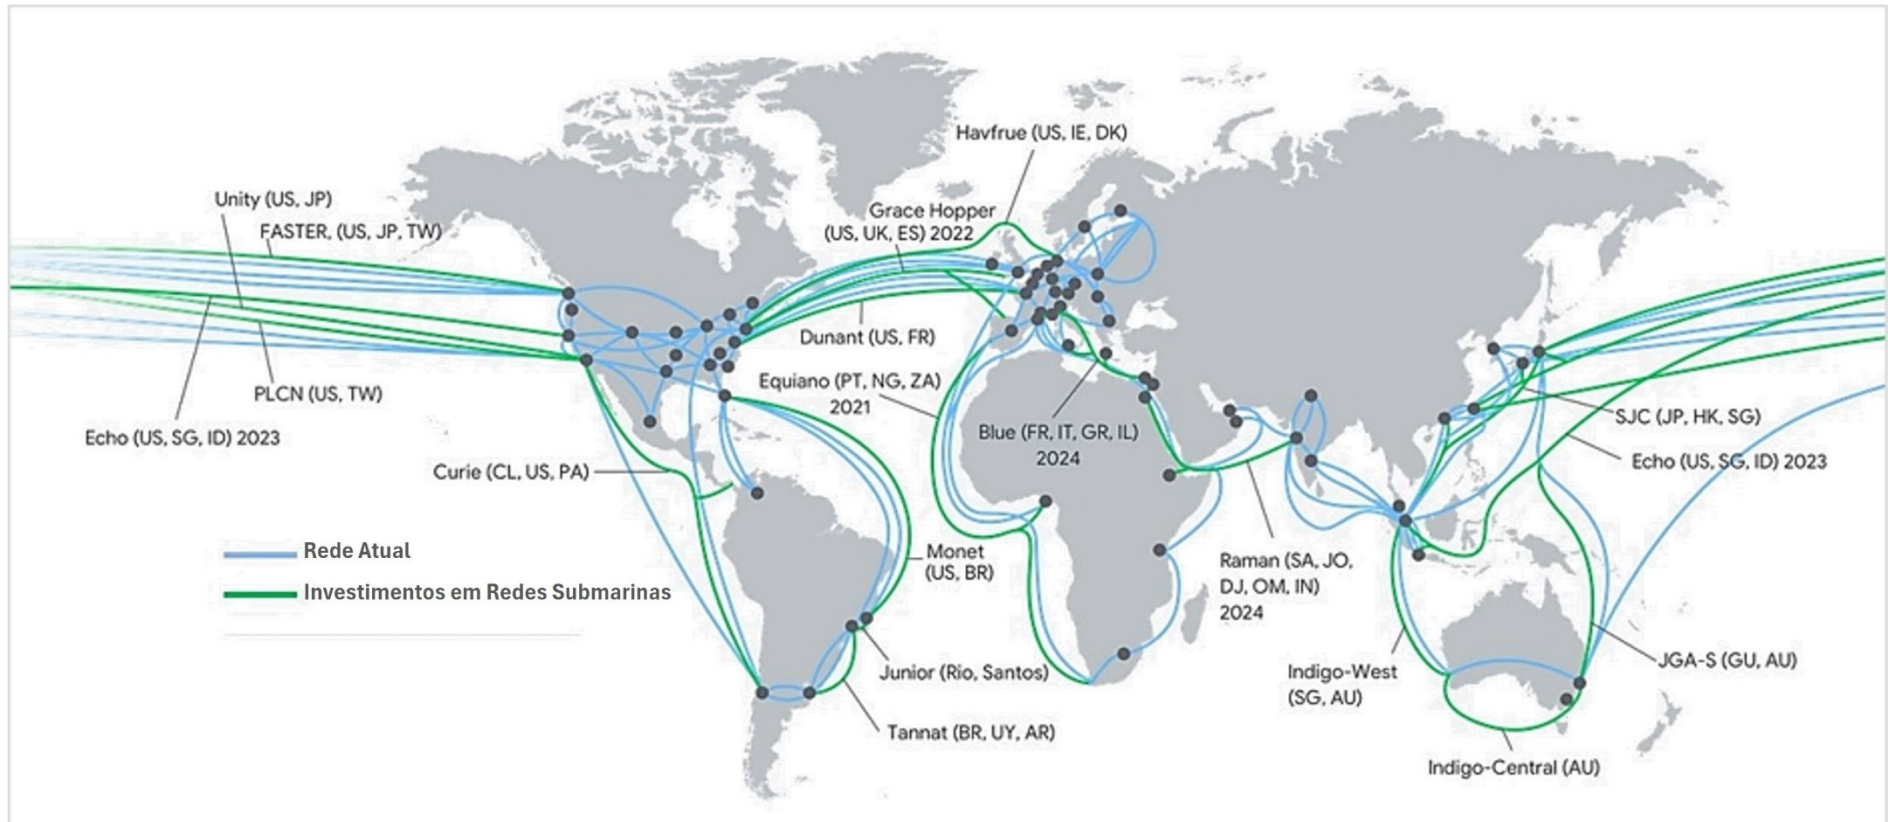 Havfrue (US, IE, DK)
Unity (US, JP)
FASTER, (US, JP, TW)
Grace Hopper
(US, UK, ES) 2022
Dunant (US, FR)
Equiano (PT, NG, ZA)
2021
PLCN (US, TW)
Echo (US, SG, ID) 2023
Blue (FR, IT, GR, IL)
2024
SJC (JP, HK, SG)
Echo (US, SG, ID) 2023
Curie (CL, US, PA)
Rede Atual
Investimentos em Redes Submarinas
Monet
(US, BR)
Raman (SA, JO,
DJ, OM, IN)
2024
Junior (Rio, Santos)
Indigo-West
(SG, AU)
JGA-S (GU, AU)
Tannat (BR, UY, AR)
Indigo-Central (AU)